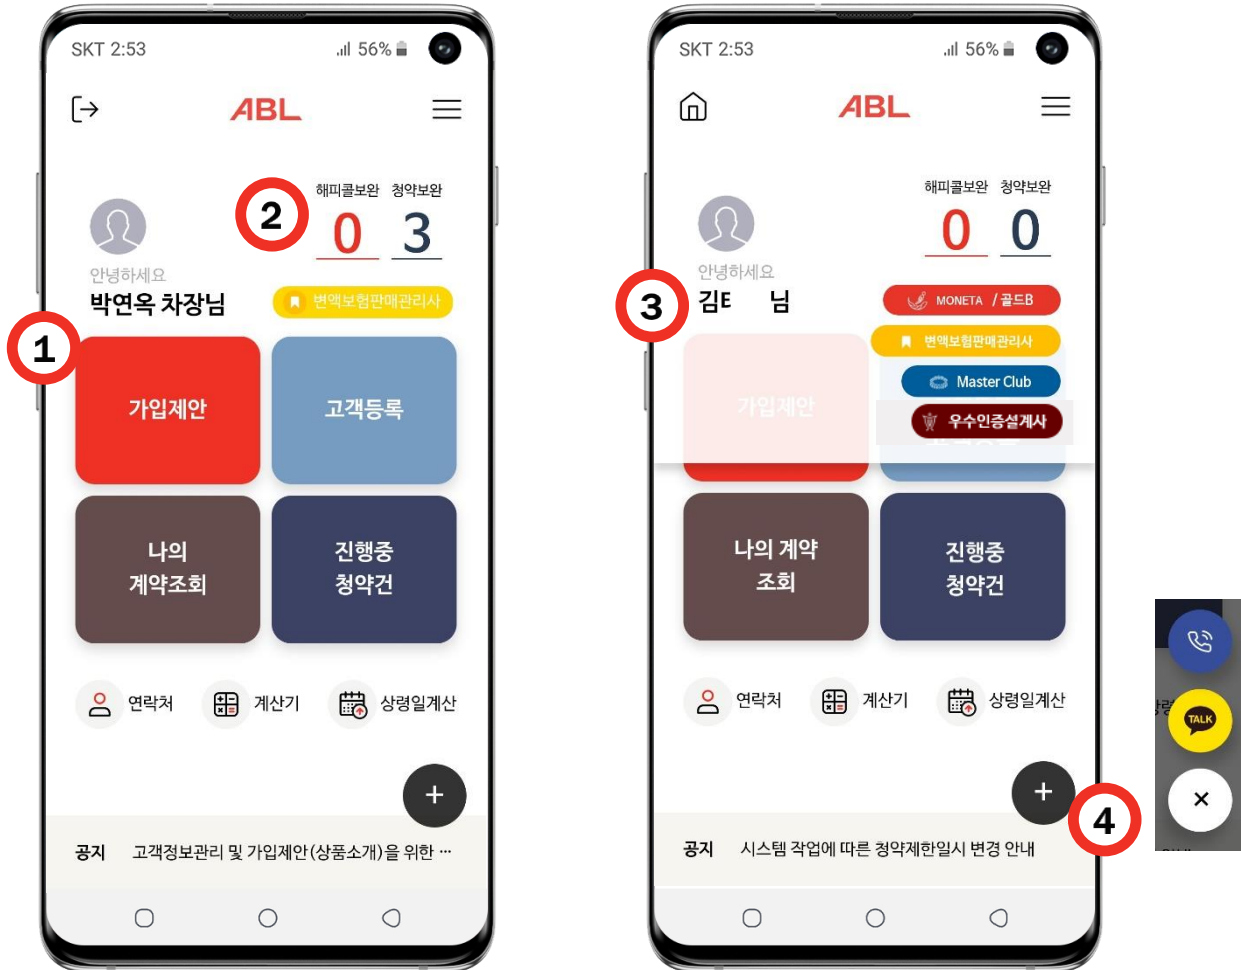 SKT 2:53
56%
ABL
해피콜보완 청약보완
2
0 3
안녕하세요
박연옥 차장님
변액보험판매관리사
1
가입제안
고객등록
나의
계약조회
진행중
청약건
연락처
계산기
상령일계산
+
공지 고객정보관리 및 가입제안(상품소개)을 위한 ···
SKT 2:53
56%
ABL
해피콜보완 청약보완
0 0
안녕하세요
3
김E 님
MONETA / 골드B
변액보험판매관리사
Master Club
우수인증설계사
가입제안
나의 계약
조회
진행중
청약건
연락처
계산기
상령일계산
+
4
공지 시스템 작업에 따른 청약제한일시 변경 안내
TALK
×